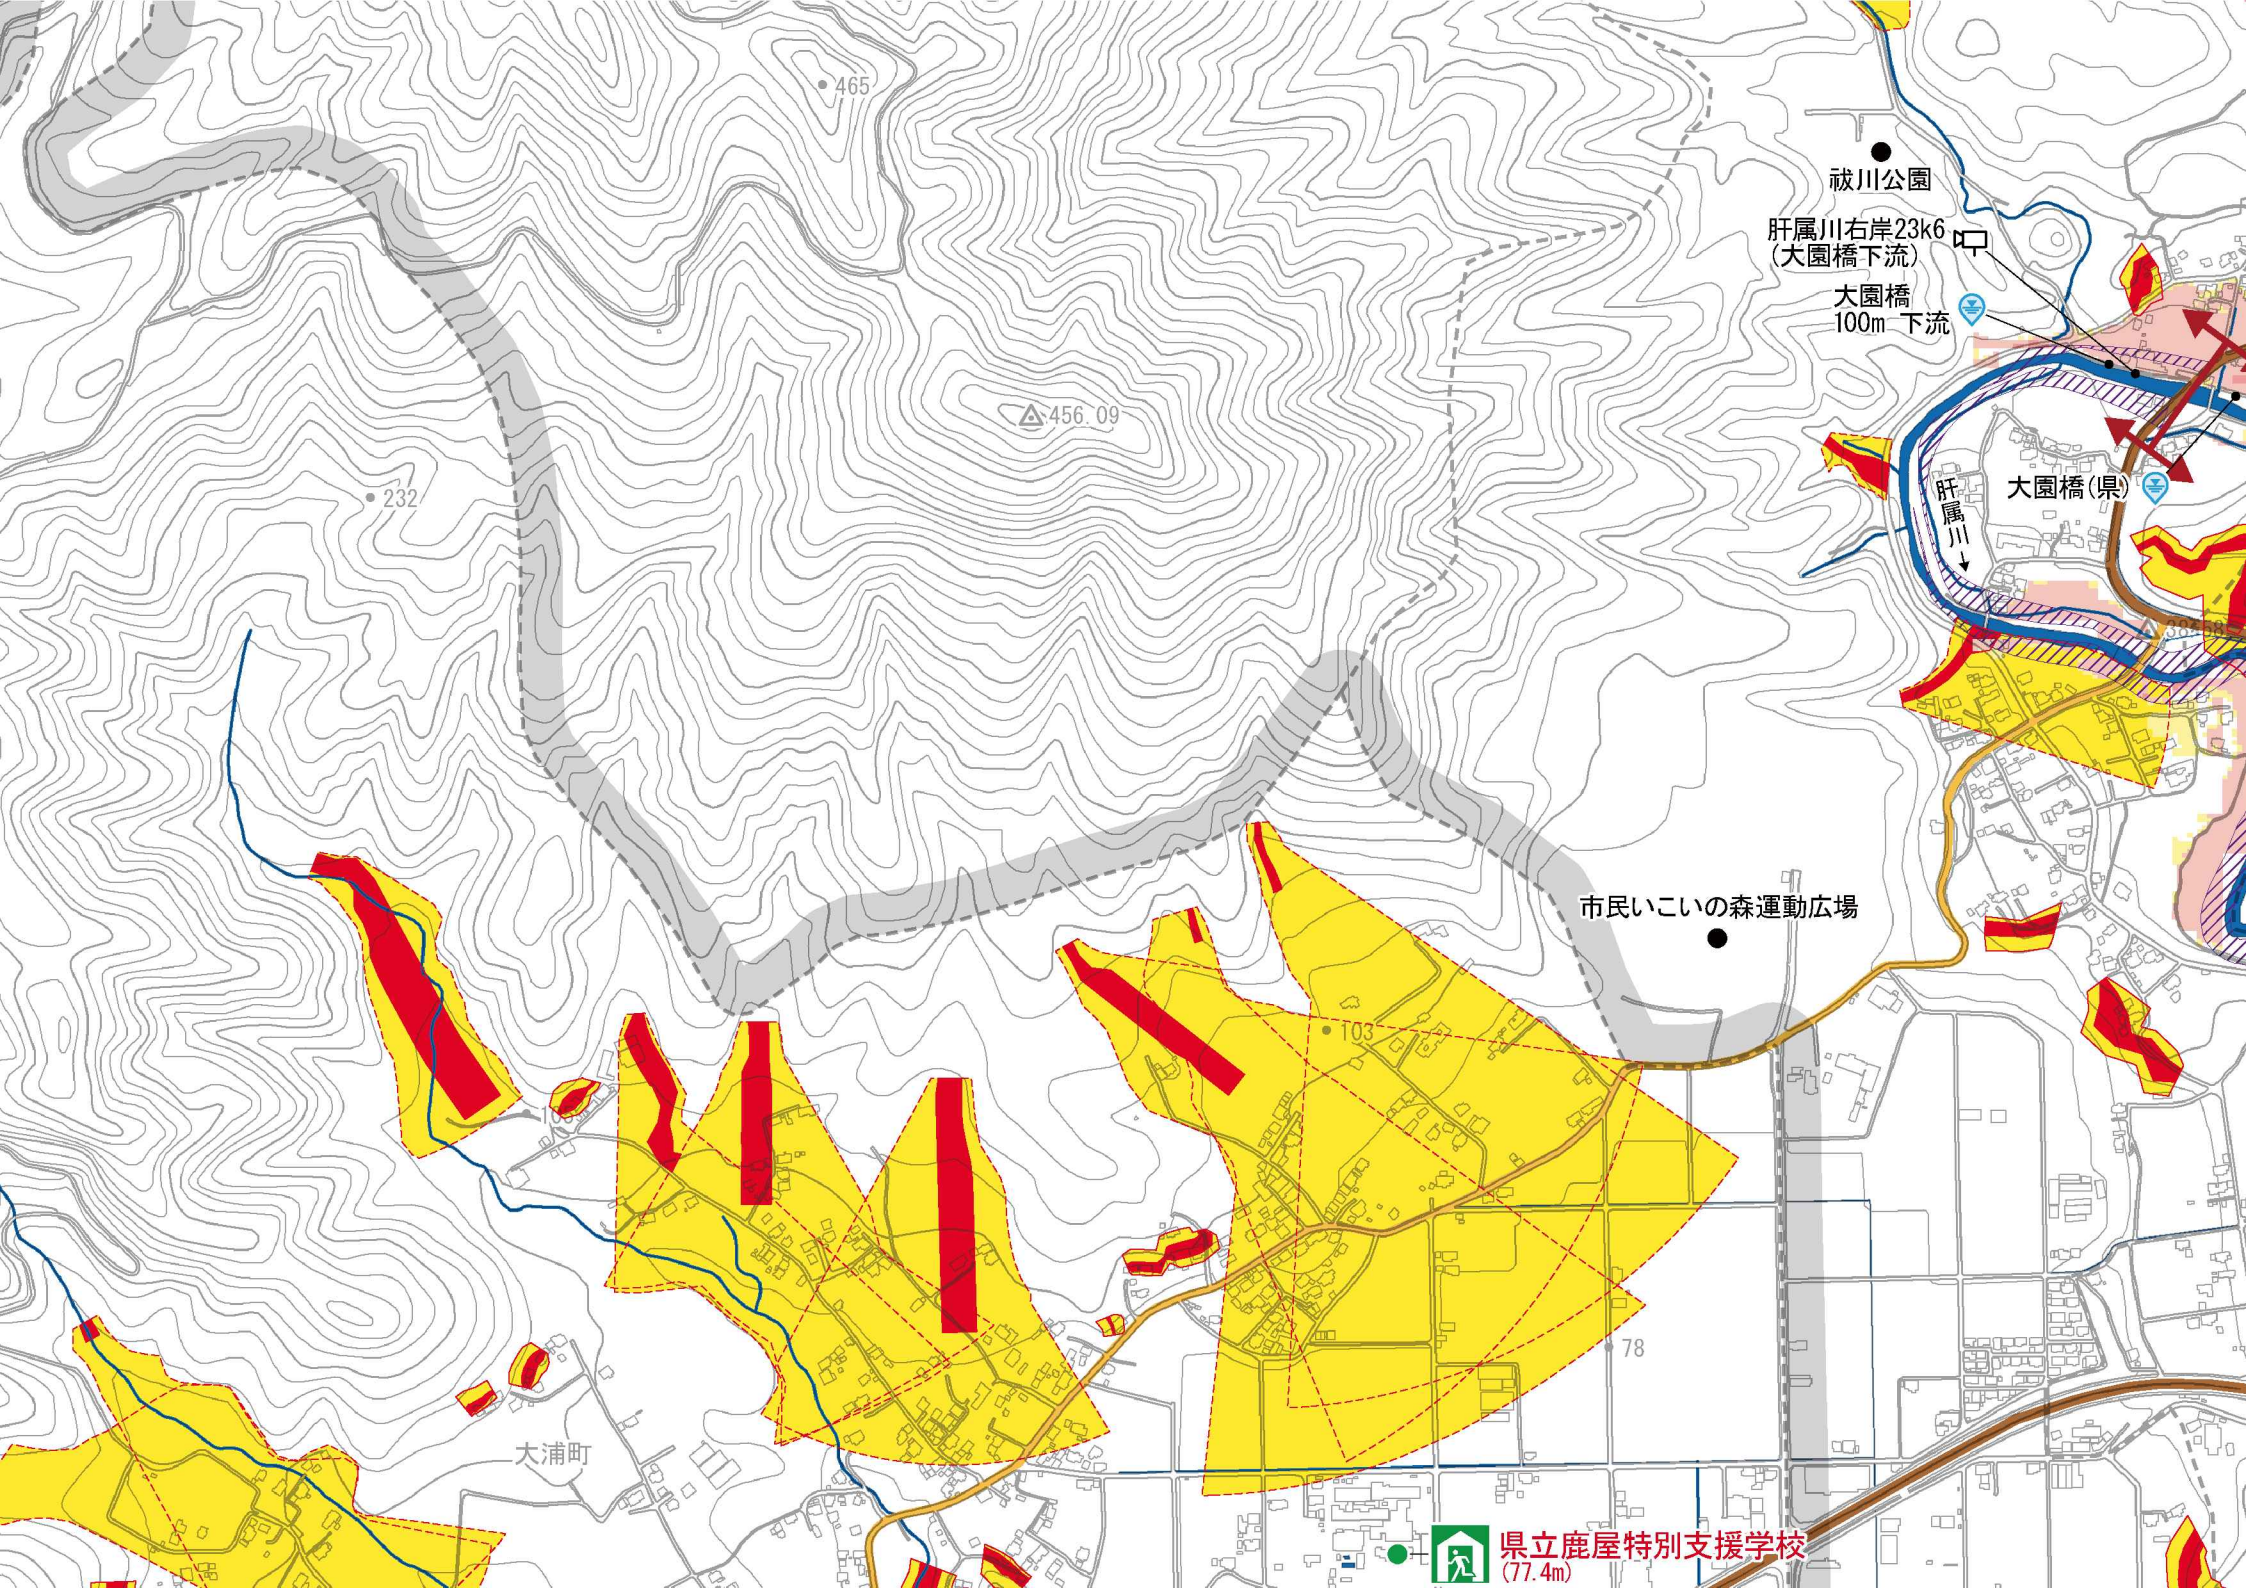 465
祓川公園
肝属川右岸23k6
(大園橋下流)
大園橋
100m 下流
456.09
232
大園橋(県)
肝属川→
市民いこいの森運動広場
103
78
大浦町
県立鹿屋特別支援学校
(77.4m)